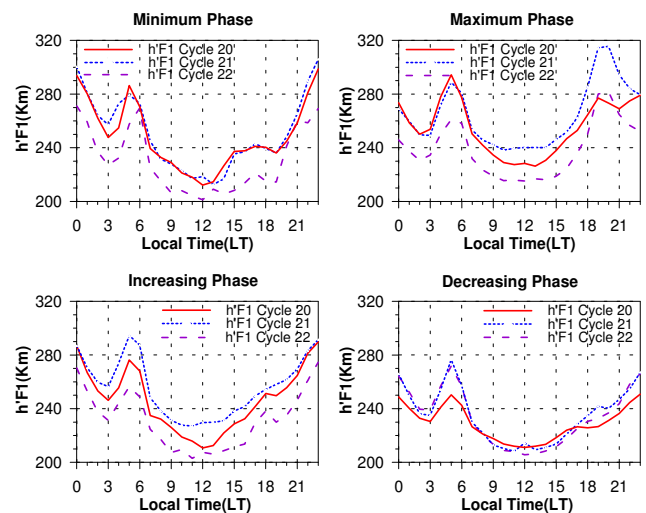 Minimum Phase
320
280
240
200
h'F1(Km)
h'F1 Cycle 20'
h'F1 Cycle 21'
h'F1 Cycle 22'
0 3 6 9 12 15 18 21
Local Time(LT)
Maximum Phase
320
280
240
200
h'F1(Km)
h'F1 Cycle 20'
h'F1 Cycle 21'
h'F1 Cycle 22'
0 3 6 9 12 15 18 21
Local Time(LT)
Increasing Phase
320
280
240
200
h'F1(Km)
h'F1 Cycle 20
h'F1 Cycle 21
h'F1 Cycle 22
0 3 6 9 12 15 18 21
Local Time(LT)
Decreasing Phase
320
280
240
200
h'F1(Km)
h'F1 Cycle 20
h'F1 Cycle 21
h'F1 Cycle 22
0 3 6 9 12 15 18 21
Local Time(LT)